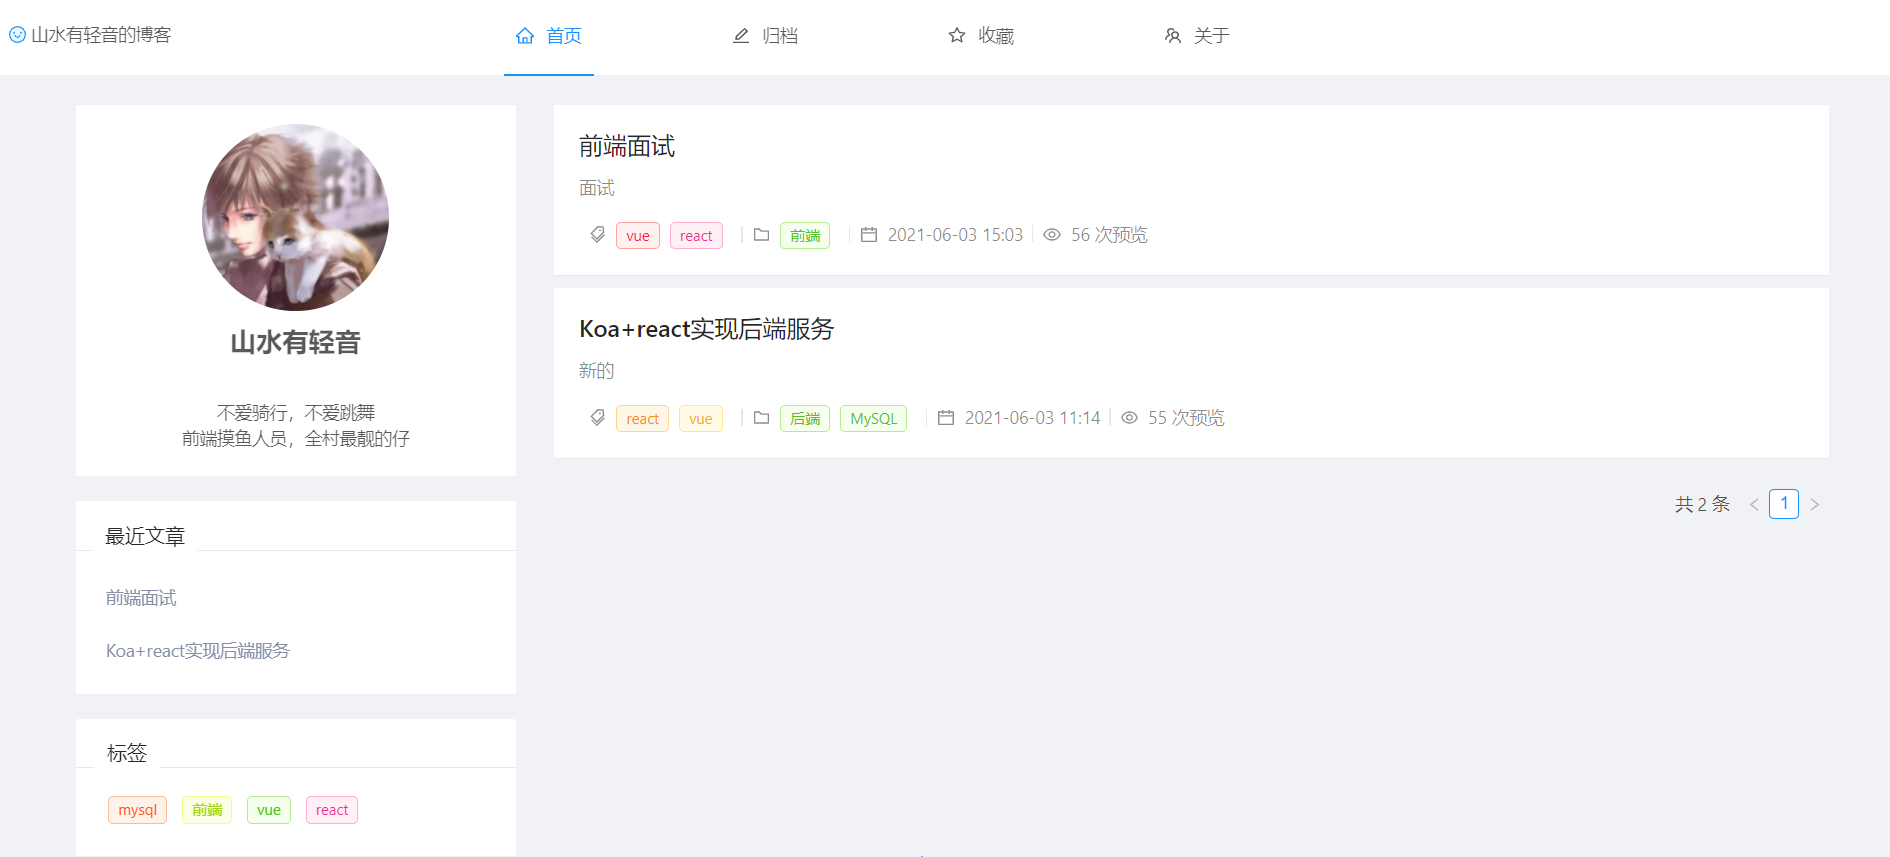 山水有轻音的博客
首页
归档
收藏
关于
山水有轻音
不爱骑行，不爱跳舞
前端摸鱼人员，全村最靓的仔
最近文章
前端面试
Koa+react实现后端服务
标签
mysql 前端 vue react
前端面试
面试
vue react 前端 2021-06-03 15:03 56 次预览
Koa+react实现后端服务
新的
react vue 后端 MySQL 2021-06-03 11:14 55 次预览
共 2 条 < 1 >